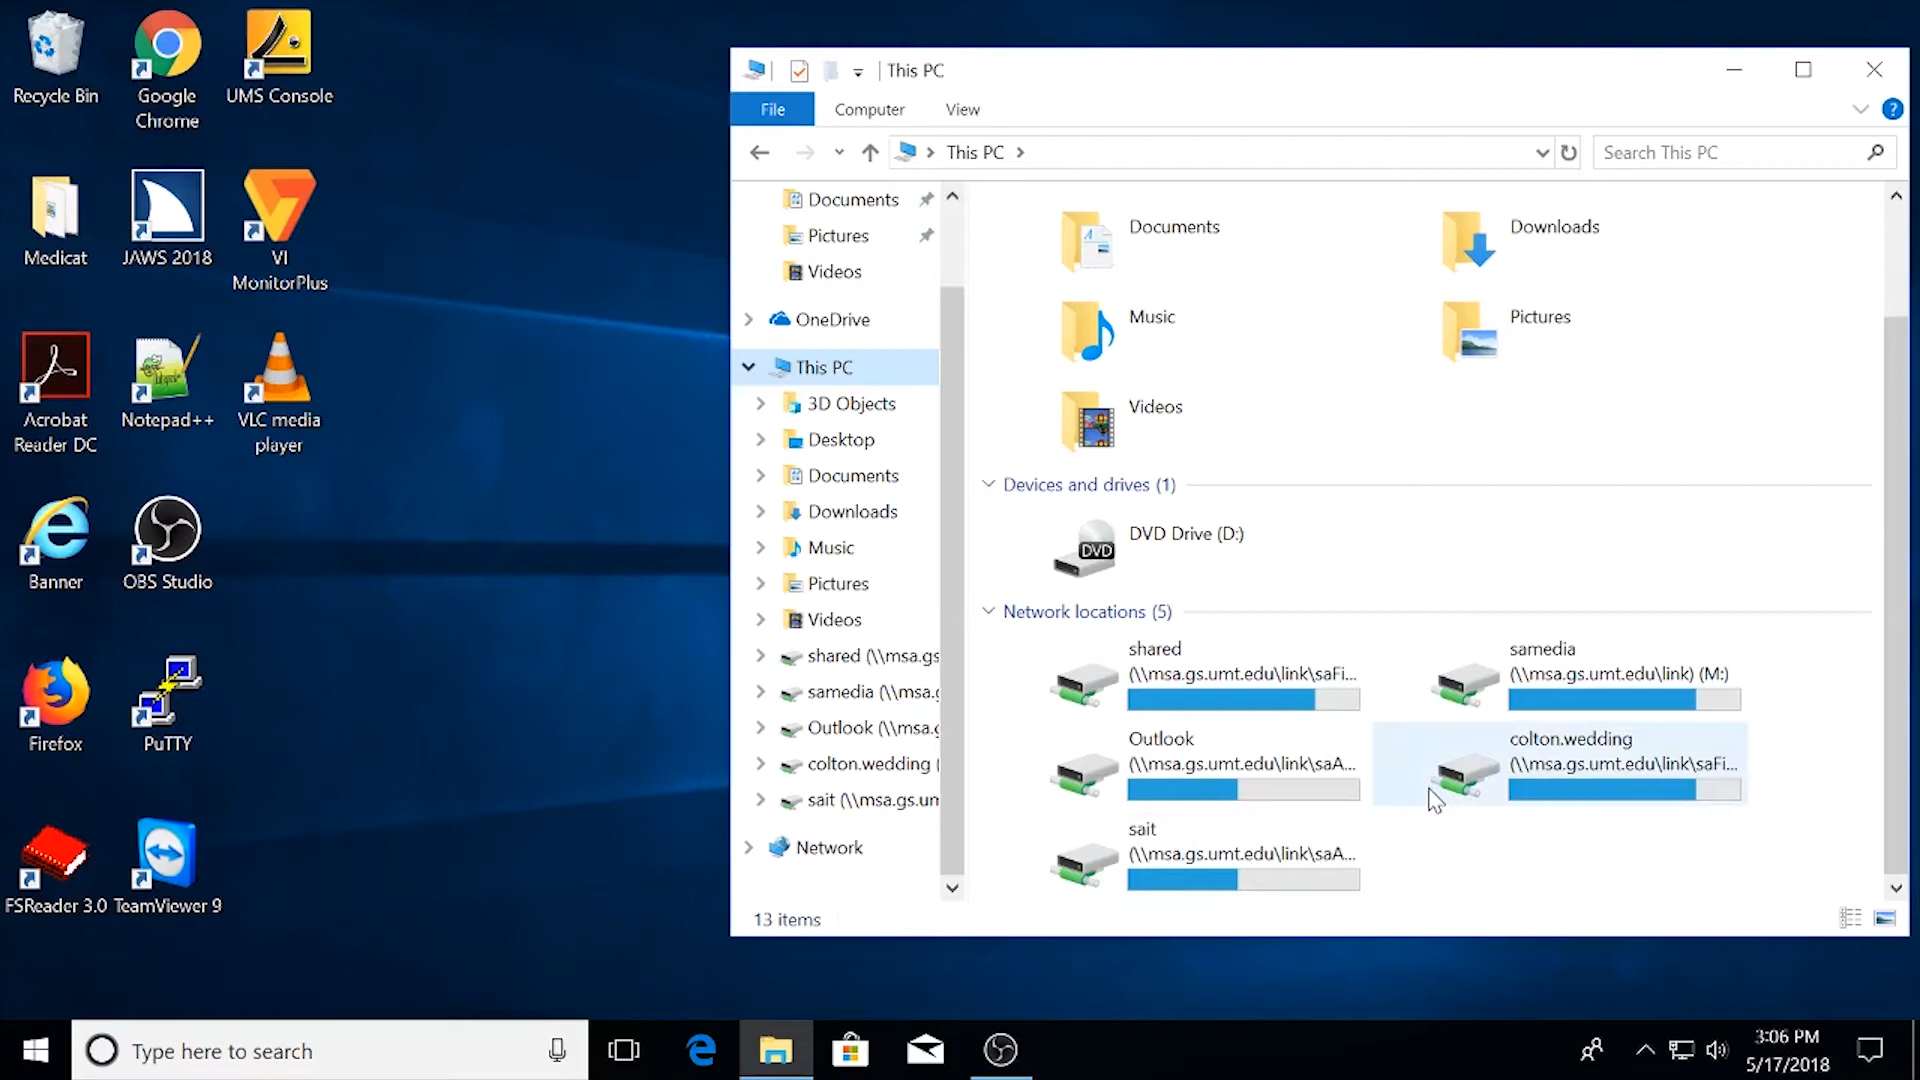 Recycle Bin
Google
Chrome
UMS Console
Medicat
JAWS 2018
VI
MonitorPlus
Acrobat
Reader DC
Notepad++
VLC media
player
Banner
OBS Studio
Firefox
PuTTY
FSReader 3.0
TeamViewer 9
This PC
File
Computer
View
?
This PC
Search This PC
Documents
Pictures
Videos
OneDrive
This PC
3D Objects
Desktop
Documents
Downloads
Music
Pictures
Videos
shared (\\msa.gs
samedia (\\msa.g
Outlook (\\msa.g
colton.wedding (
sait (\\msa.gs.um
Network
Documents
Downloads
Music
Pictures
Videos
Devices and drives (1)
DVD
DVD Drive (D:)
Network locations (5)
shared
(\\msa.gs.umt.edu\link\saFi...
samedia
(\\msa.gs.umt.edu\link) (M:)
Outlook
(\\msa.gs.umt.edu\link\saA...
colton.wedding
(\\msa.gs.umt.edu\link\saFi...
sait
(\\msa.gs.umt.edu\link\saA...
13 items
Type here to search
3:06 PM
5/17/2018